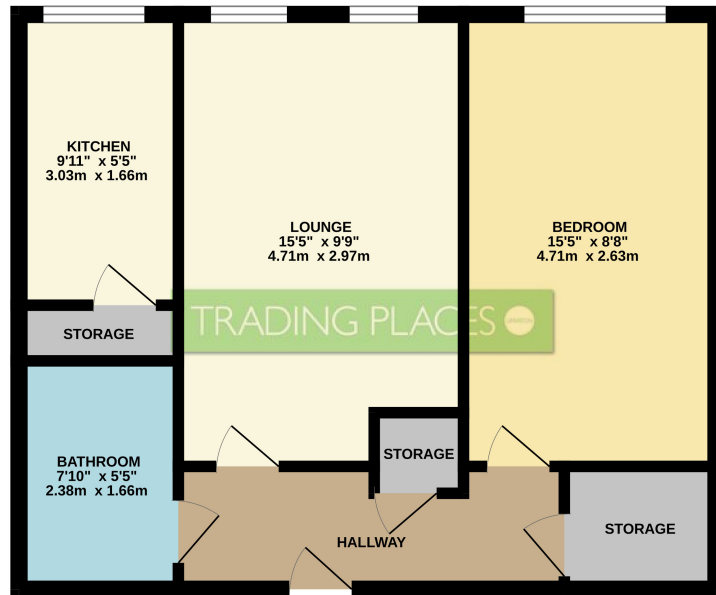 KITCHEN
9'11" x 5'5"
3.03m x 1.66m
LOUNGE
15'5" x 9'9"
4.71m x 2.97m
BEDROOM
15'5" x 8'8"
4.71m x 2.63m
TRADING PLACES
STORAGE
BATHROOM
7'10" x 5'5"
2.38m x 1.66m
STORAGE
HALLWAY
STORAGE